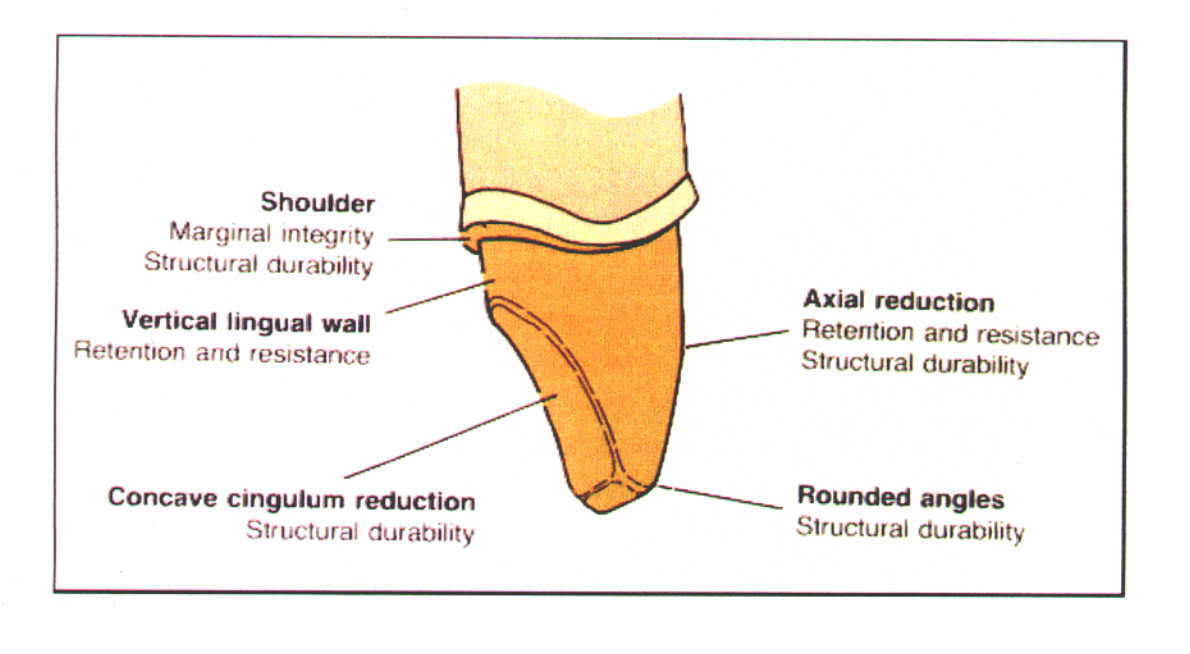 Shoulder
Marginal integrity
Structural durability
Vertical lingual wall
Retention and resistance
Concave cingulum reduction
Structural durability
Axial reduction
Retention and resistance
Structural durability
Rounded angles
Structural durability